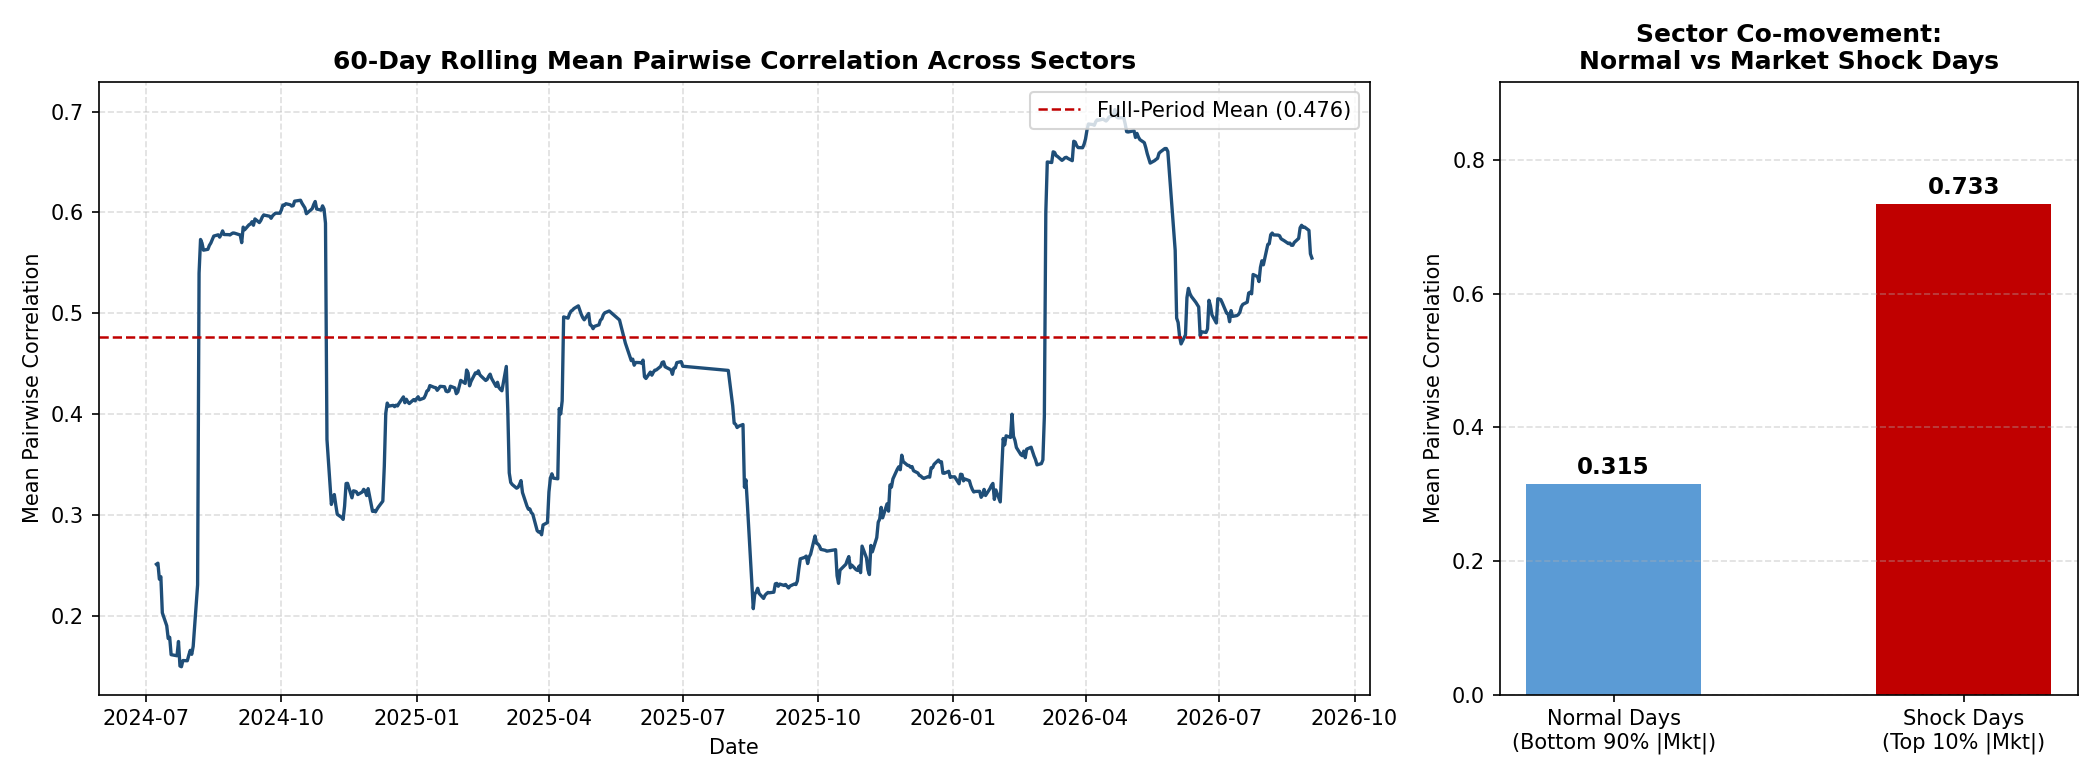 60-Day Rolling Mean Pairwise Correlation Across Sectors
Full-Period Mean (0.476)
Mean Pairwise Correlation
0.7
0.6
0.5
0.4
0.3
0.2
2024-07
2024-10
2025-01
2025-04
2025-07
2025-10
2026-01
2026-04
2026-07
2026-10
Date
Sector Co-movement:
Normal vs Market Shock Days
Mean Pairwise Correlation
0.8
0.6
0.4
0.2
0.0
0.315
0.733
Normal Days
(Bottom 90% |Mkt|)
Shock Days
(Top 10% |Mkt|)